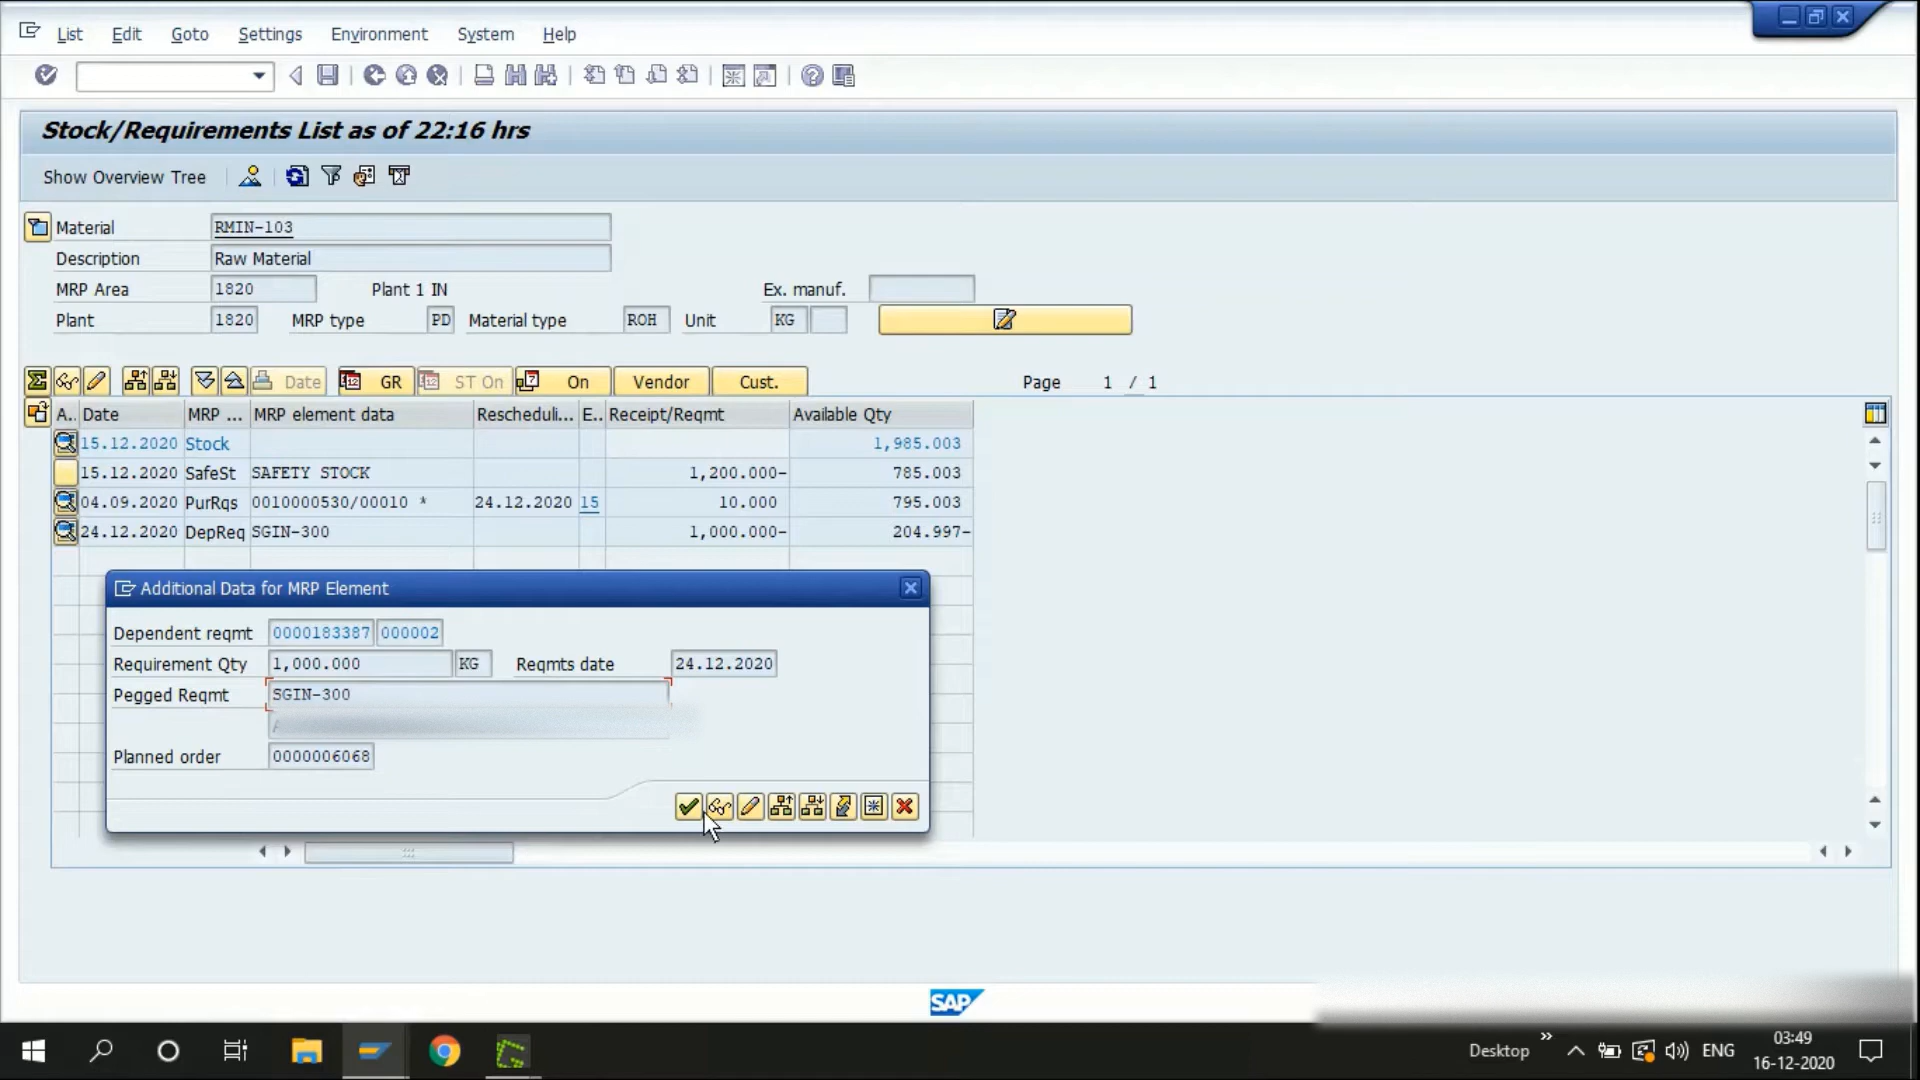 List Edit Goto Settings Environment System Help
Stock/Requirements List as of 22:16 hrs
Show Overview Tree
Material RMIN-103
Description Raw Material
MRP Area 1820 Plant 1 IN Ex. manuf.
Plant 1820 MRP type PD Material type ROH Unit KG
Date GR ST On On Vendor Cust. Page 1 / 1
A.. Date MRP ... MRP element data Rescheduli... E.. Receipt/Reqmt Available Qty
15.12.2020 Stock 1,985.003
15.12.2020 SafeSt SAFETY STOCK 1,200.000- 785.003
04.09.2020 PurRqs 0010000530/00010 * 24.12.2020 15 10.000 795.003
24.12.2020 DepReq SGIN-300 1,000.000- 204.997-
Additional Data for MRP Element
Dependent reqmt 0000183387 000002
Requirement Qty 1,000.000 KG Reqmts date 24.12.2020
Pegged Reqmt SGIN-300
Planned order 0000006068
SAP
Desktop » ENG 03:49
16-12-2020